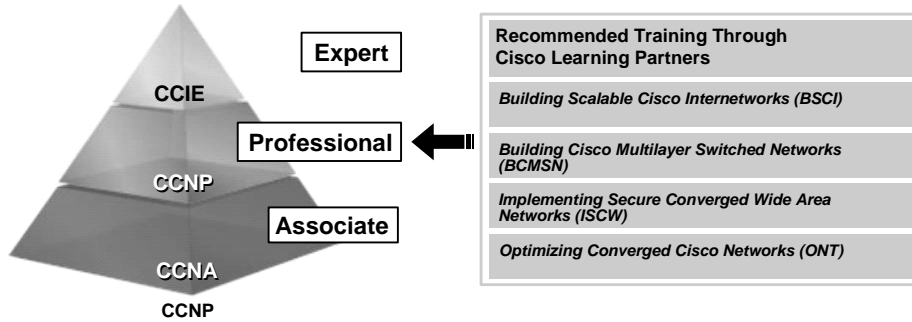 Expert
CCIE
Professional
CCNP
Associate
CCNA
CCNP
Recommended Training Through
Cisco Learning Partners
Building Scalable Cisco Internetworks (BSCI)
Building Cisco Multilayer Switched Networks
(BCMSN)
Implementing Secure Converged Wide Area
Networks (ISCW)
Optimizing Converged Cisco Networks (ONT)